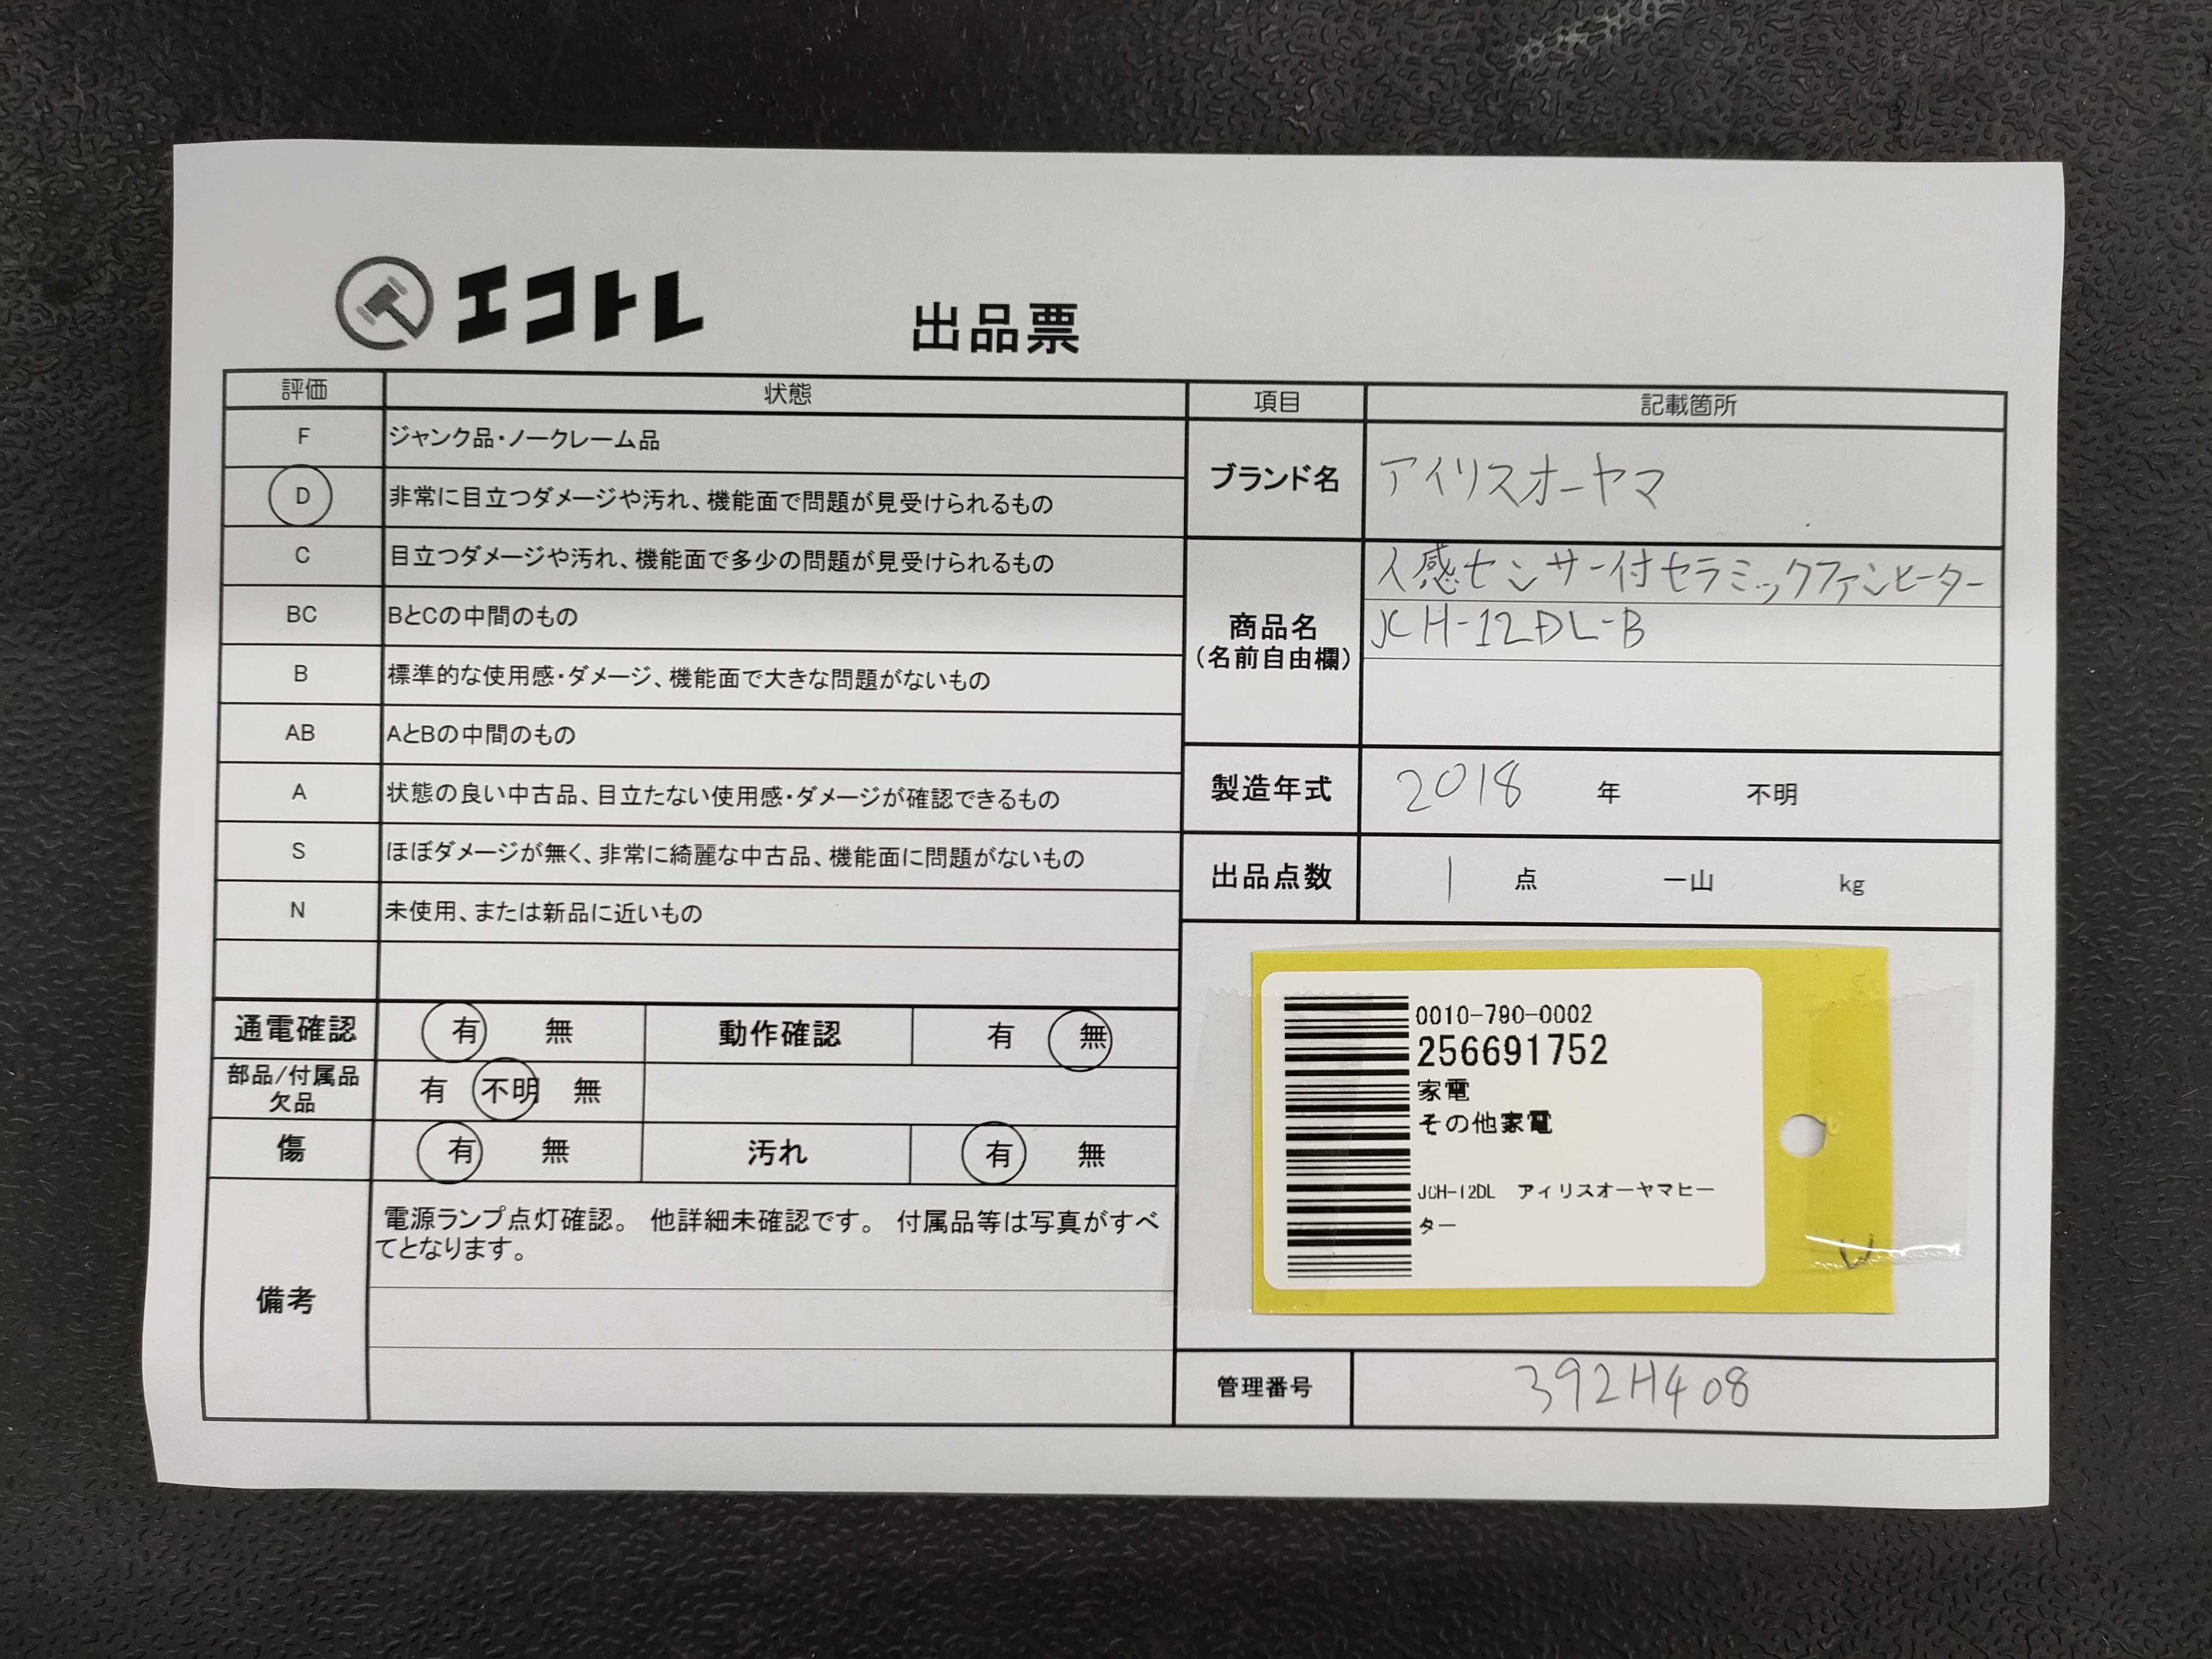 エコトレ
出品票
評価 状態
F ジャンク品・ノークレーム品
D 非常に目立つダメージや汚れ、機能面で問題が見受けられるもの
C 目立つダメージや汚れ、機能面で多少の問題が見受けられるもの
BC BとCの中間のもの
B 標準的な使用感・ダメージ、機能面で大きな問題がないもの
AB AとBの中間のもの
A 状態の良い中古品、目立たない使用感・ダメージが確認できるもの
S ほぼダメージが無く、非常に綺麗な中古品、機能面に問題がないもの
N 未使用、または新品に近いもの
通電確認 有 無 動作確認 有 無
部品/付属品
欠品 有 不明 無
傷 有 無 汚れ 有 無
備考
電源ランプ点灯確認。 他詳細未確認です。 付属品等は写真がすべ
てとなります。
項目 記載箇所
ブランド名 アイリスオーヤマ
商品名
(名前自由欄)
人感センサー付セラミックファンヒーター
JCH-12DL-B
製造年式 2018 年 不明
出品点数 1 点 一山 kg
0010-790-0002
256691752
家電
その他家電
JCH-12DL アイリスオーヤマヒー
ター
管理番号 392H408